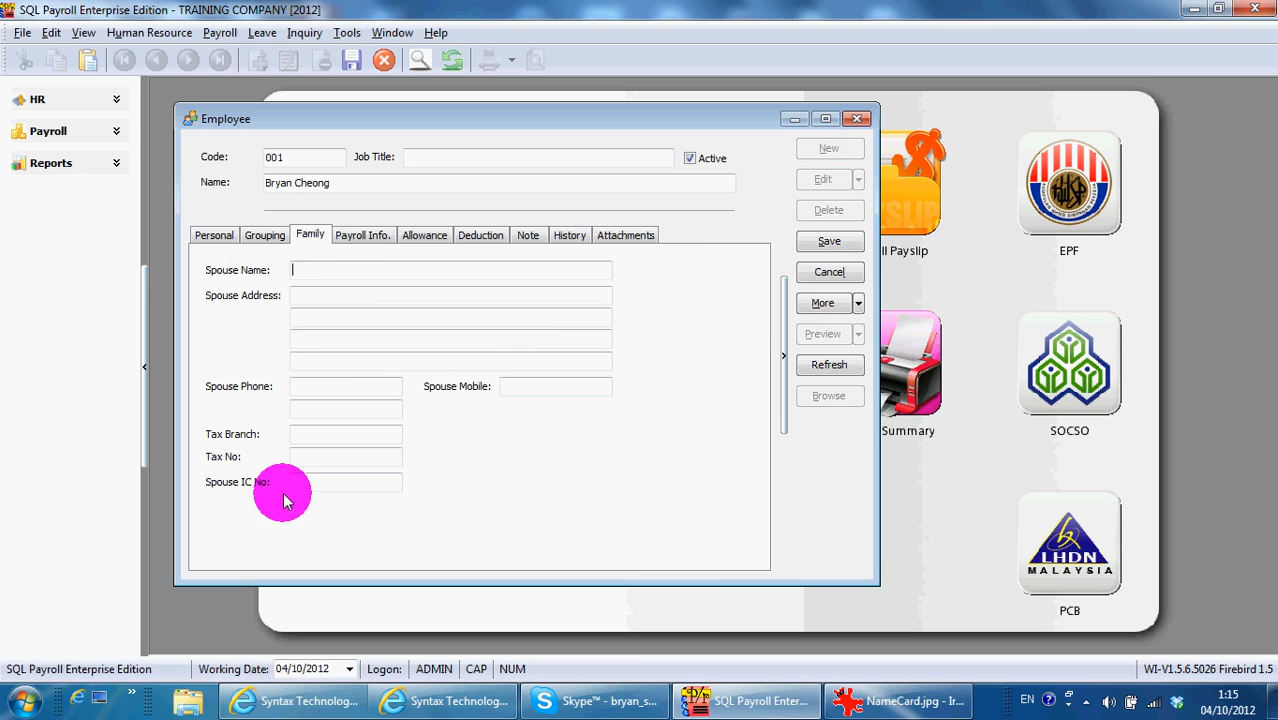 SQL Payroll Enterprise Edition - TRAINING COMPANY [2012]
File Edit View Human Resource Payroll Leave Inquiry Tools Window Help
HR
Payroll
Reports
Employee
Code: 001 Job Title: Active
Name: Bryan Cheong
Personal Grouping Family Payroll Info. Allowance Deduction Note History Attachments
Spouse Name:
Spouse Address:
Spouse Phone: Spouse Mobile:
Tax Branch:
Tax No:
Spouse IC No:
New
Edit
Delete
Save
Cancel
More
Preview
Refresh
Browse
ll Payslip
EPF
Summary
SOCSO
LHDN
MALAYSIA
PCB
SQL Payroll Enterprise Edition Working Date: 04/10/2012 Logon: ADMIN CAP NUM WI-V1.5.6.5026 Firebird 1.5
Syntax Technolog... Syntax Technolog... Skype™ - bryan_s... SQL Payroll Enter... NameCard.jpg - Ir... EN 1:15
04/10/2012